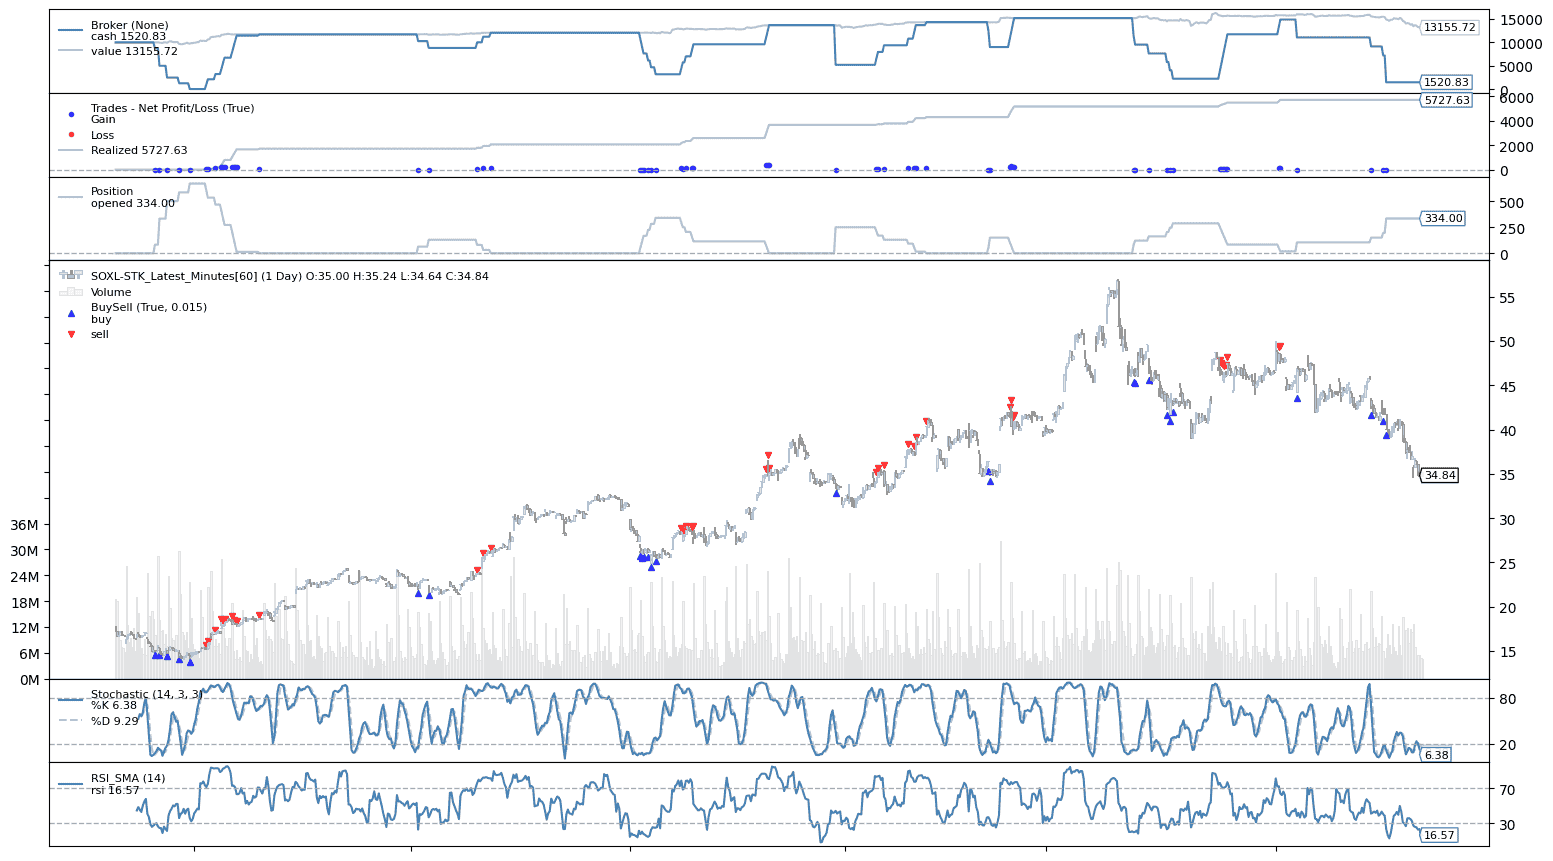 Broker (None)
cash 1520.83
value 13155.72
13155.72
1520.83
15000
10000
5000
0
Trades - Net Profit/Loss (True)
Gain
Loss
Realized 5727.63
5727.63
6000
4000
2000
0
Position
opened 334.00
334.00
500
250
0
SOXL-STK_Latest_Minutes[60] (1 Day) O:35.00 H:35.24 L:34.64 C:34.84
Volume
BuySell (True, 0.015)
buy
sell
34.84
55
50
45
40
35
30
25
20
15
36M
30M
24M
18M
12M
6M
0M
Stochastic (14, 3, 3)
%K 6.38
%D 9.29
6.38
80
20
RSI_SMA (14)
rsi 16.57
16.57
70
30